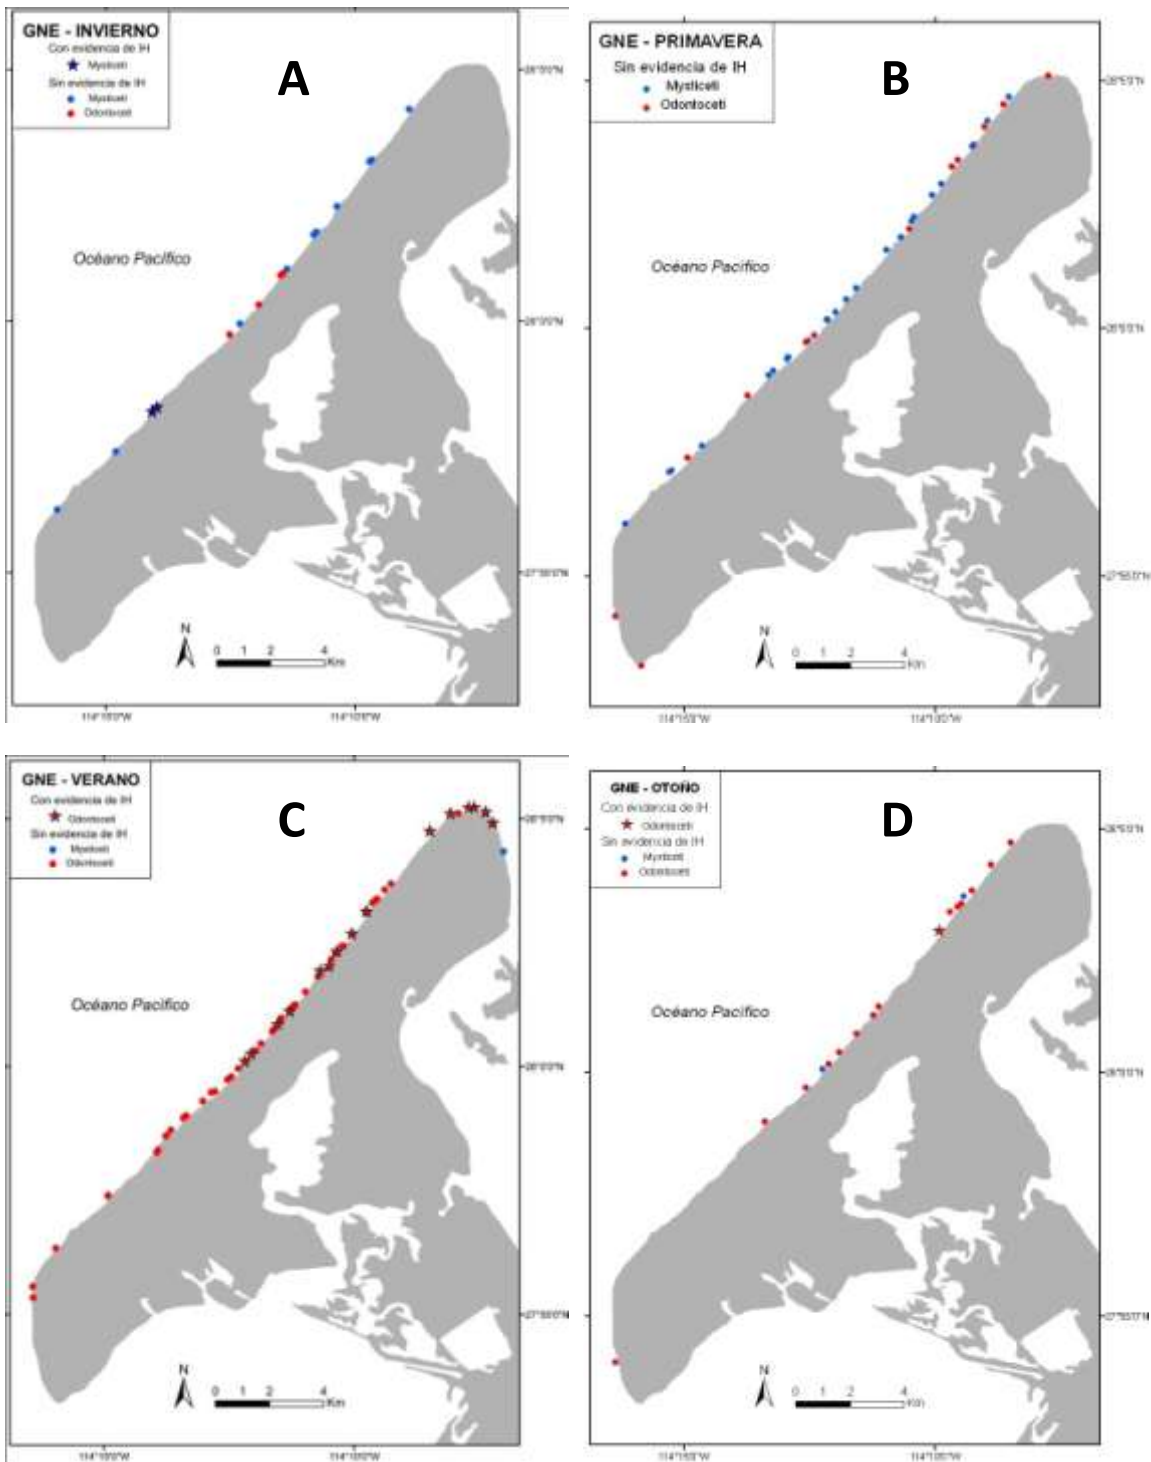 GNE - INVIERNO
Con evidencia de IH
Mysticeti
Sin evidencia de IH
Mysticeti
Odontoceti
A
Océano Pacífico
N
0 1 2 4
Km
GNE - PRIMAVERA
Sin evidencia de IH
Mysticeti
Odontoceti
B
Océano Pacífico
N
0 1 2 4
Km
GNE - VERANO
Con evidencia de IH
Odontoceti
Sin evidencia de IH
Mysticeti
Odontoceti
C
Océano Pacífico
N
0 1 2 4
Km
GNE - OTOÑO
Con evidencia de IH
Odontoceti
Sin evidencia de IH
Mysticeti
Odontoceti
D
Océano Pacífico
N
0 1 2 4
Km